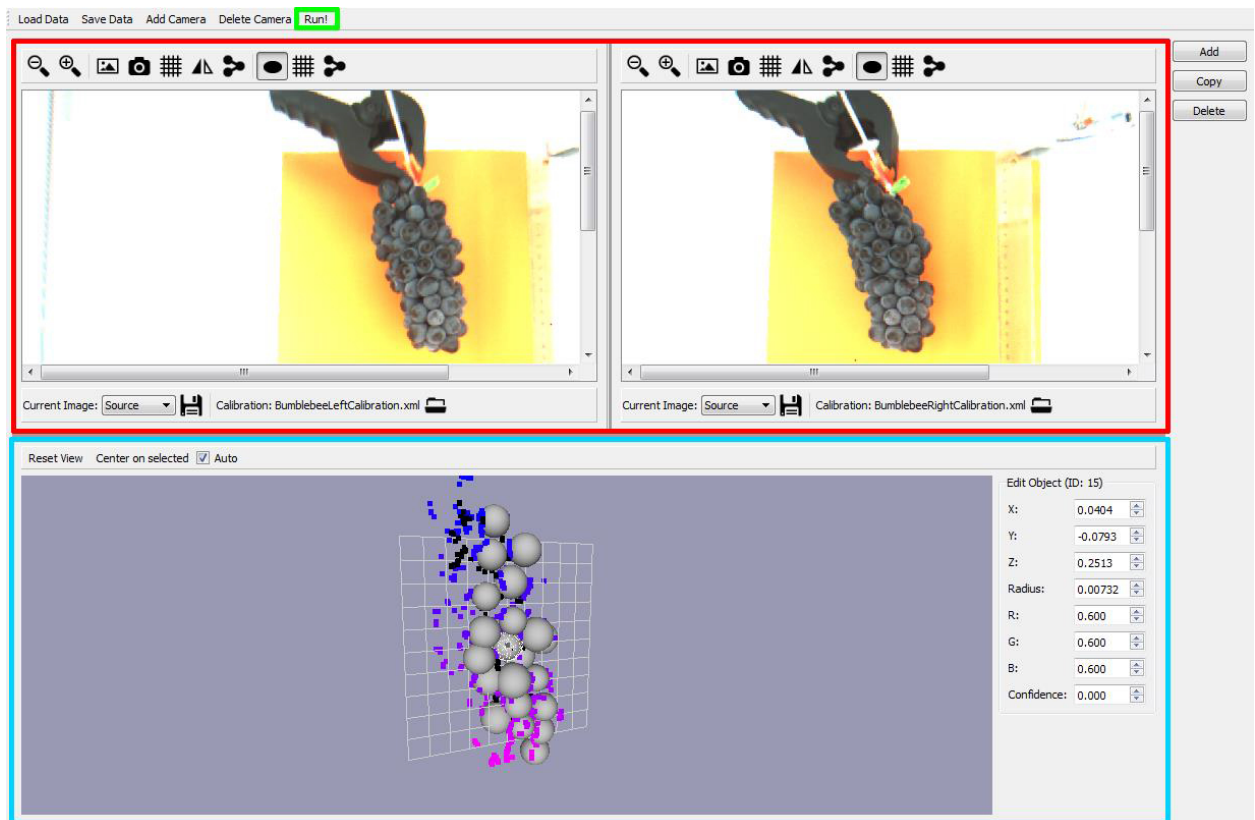 Load Data Save Data Add Camera Delete Camera Run!
Add
Copy
Delete
Current Image: Source Calibration: BumblebeeLeftCalibration.xml
Current Image: Source Calibration: BumblebeeRightCalibration.xml
Reset View Center on selected Auto
Edit Object (ID: 15)
X: 0.0404
Y: -0.0793
Z: 0.2513
Radius: 0.00732
R: 0.600
G: 0.600
B: 0.600
Confidence: 0.000